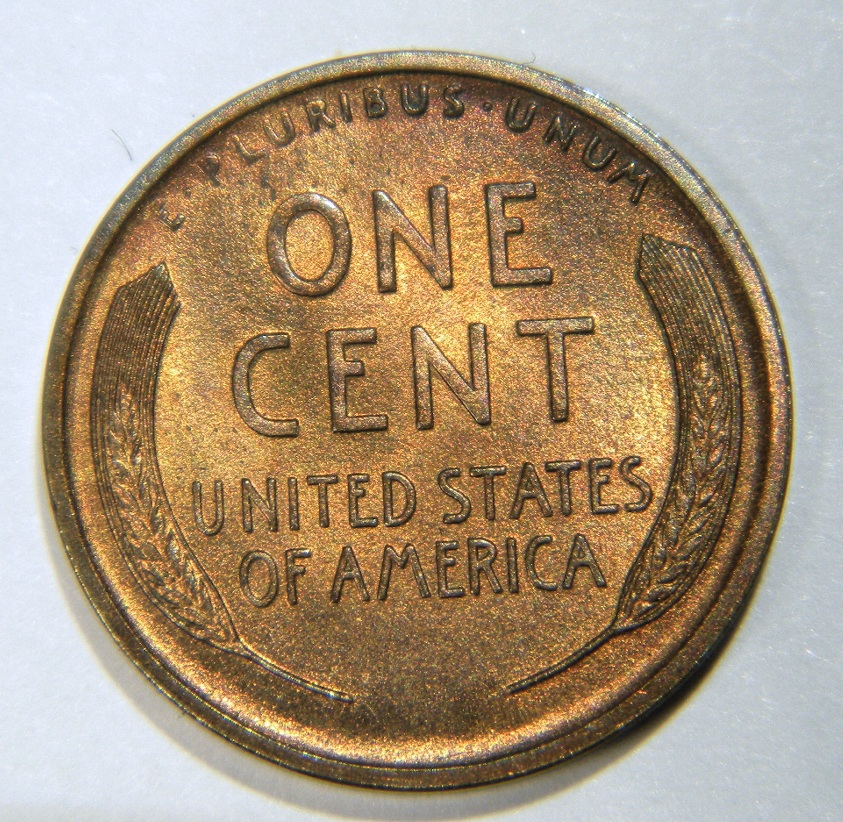 E·PLURIBUS·UNUM
ONE
CENT
UNITED STATES
OF AMERICA